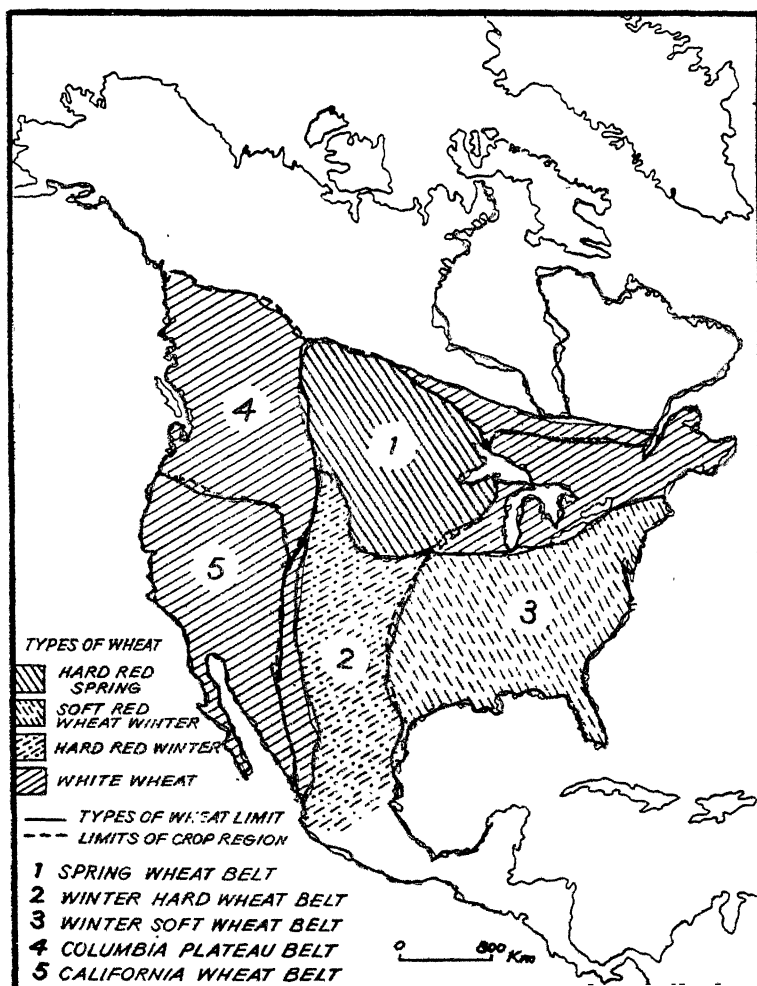 4
1
5
3
2
TYPES OF WHEAT
HARD RED
SPRING
SOFT RED
WHEAT WINTER
HARD RED WINTER
WHITE WHEAT
TYPES OF WHEAT LIMIT
LIMITS OF CROP REGION
1 SPRING WHEAT BELT
2 WINTER HARD WHEAT BELT
3 WINTER SOFT WHEAT BELT
4 COLUMBIA PLATEAU BELT
5 CALIFORNIA WHEAT BELT
0 800 Km